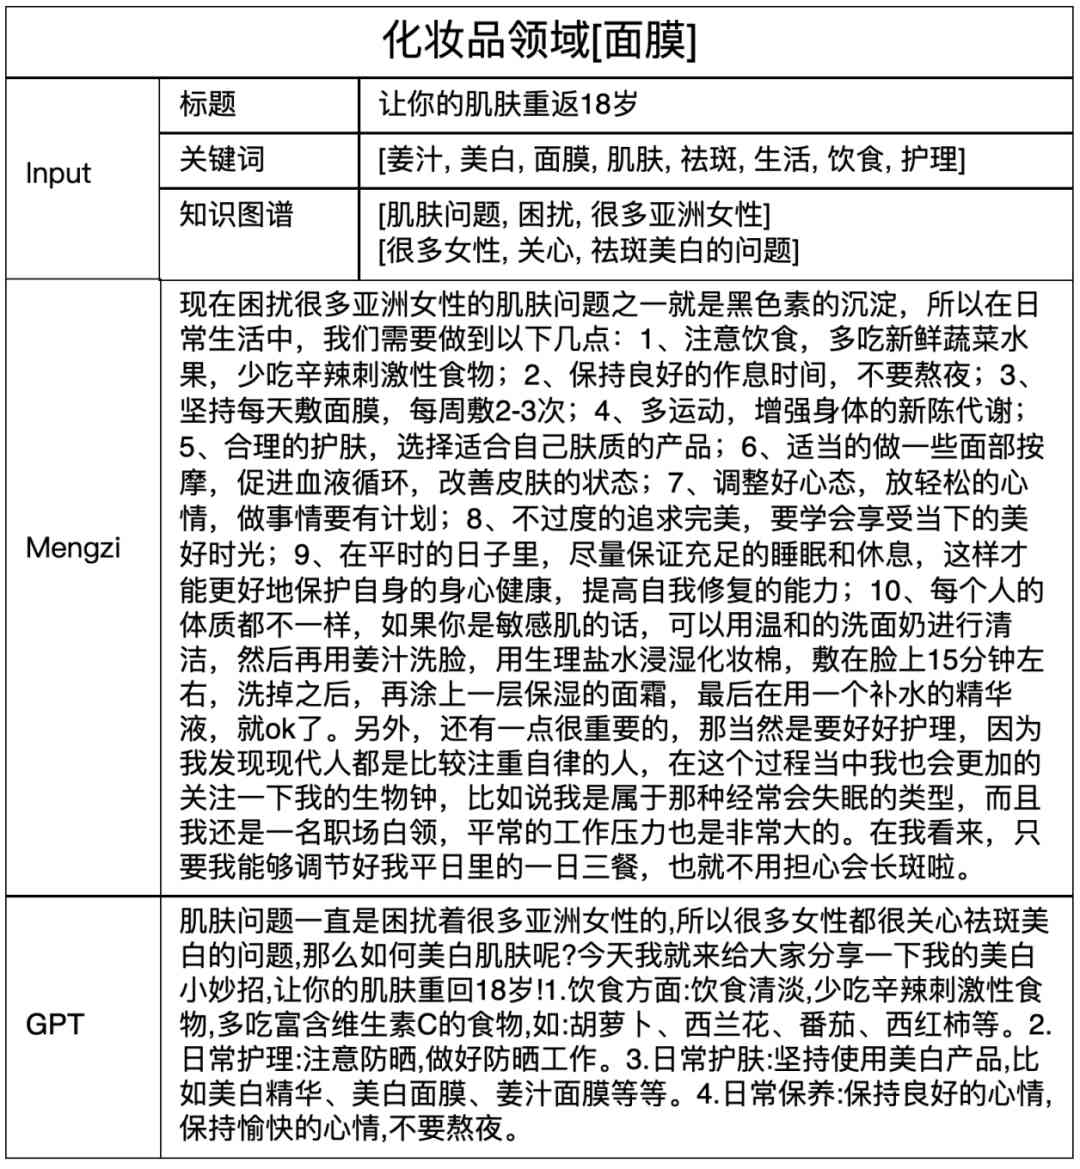 化妆品领域[面膜]
Input
标题
让你的肌肤重返18岁
关键词
[姜汁, 美白, 面膜, 肌肤, 祛斑, 生活, 饮食, 护理]
知识图谱
[肌肤问题, 困扰, 很多亚洲女性]
[很多女性, 关心, 祛斑美白的问题]
Mengzi
现在困扰很多亚洲女性的肌肤问题之一就是黑色素的沉淀，所以在日
常生活中，我们需要做到以下几点：1、注意饮食，多吃新鲜蔬菜水
果，少吃辛辣刺激性食物；2、保持良好的作息时间，不要熬夜；3、
坚持每天敷面膜，每周敷2-3次；4、多运动，增强身体的新陈代谢；
5、合理的护肤，选择适合自己肤质的产品；6、适当的做一些面部按
摩，促进血液循环，改善皮肤的状态；7、调整好心态，放轻松的心
情，做事情要有计划；8、不过度的追求完美，要学会享受当下的美
好时光；9、在平时的日子里，尽量保证充足的睡眠和休息，这样才
能更好地保护自身的身心健康，提高自我修复的能力；10、每个人的
体质都不一样，如果你是敏感肌的话，可以用温和的洗面奶进行清
洁，然后再用姜汁洗脸，用生理盐水浸湿化妆棉，敷在脸上15分钟左
右，洗掉之后，再涂上一层保湿的面霜，最后在用一个补水的精华
液，就ok了。另外，还有一点很重要的，那当然是要好好护理，因为
我发现现代人都是比较注重自律的人，在这个过程当中我也会更加的
关注一下我的生物钟，比如说我是属于那种经常会失眠的类型，而且
我还是一名职场白领，平常的工作压力也是非常大的。在我看来，只
要我能够调节好我平日里的一日三餐，也就不用担心会长斑啦。
GPT
肌肤问题一直是困扰着很多亚洲女性的,所以很多女性都很关心祛斑美
白的问题,那么如何美白肌肤呢?今天我就来给大家分享一下我的美白
小妙招,让你的肌肤重回18岁!1.饮食方面:饮食清淡,少吃辛辣刺激性食
物,多吃富含维生素C的食物,如:胡萝卜、西兰花、番茄、西红柿等。2.
日常护理:注意防晒,做好防晒工作。3.日常护肤:坚持使用美白产品,比
如美白精华、美白面膜、姜汁面膜等等。4.日常保养:保持良好的心情,
保持愉快的心情,不要熬夜。